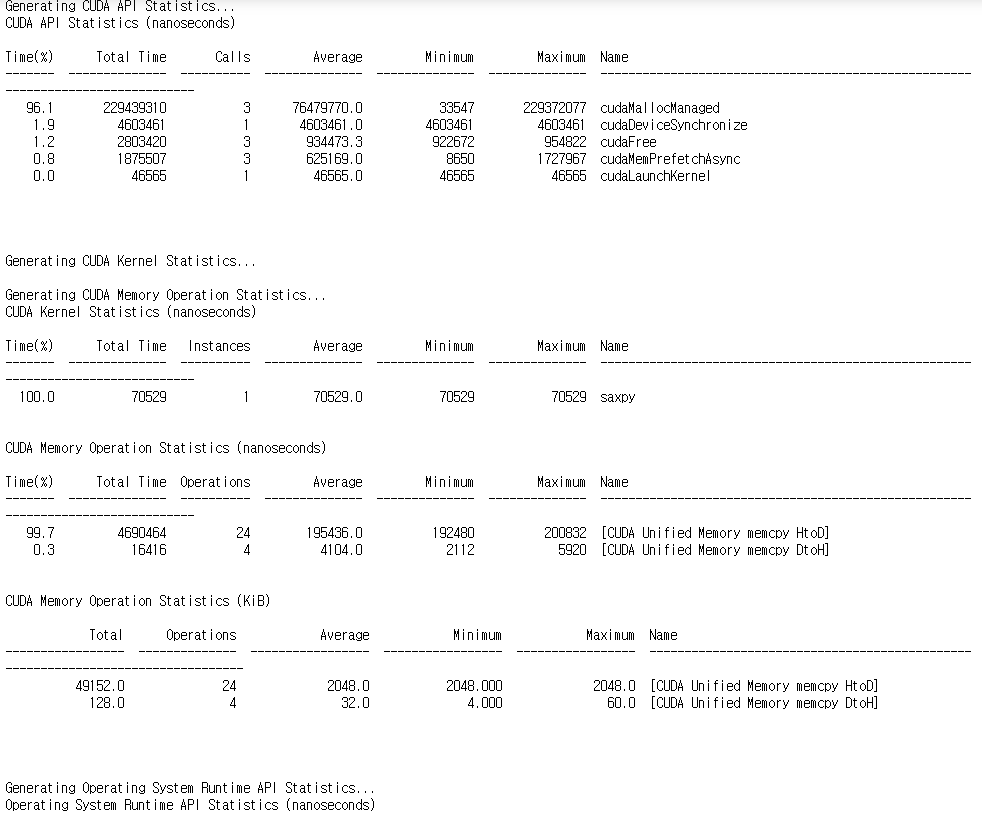 Generating CUDA API Statistics...
CUDA API Statistics (nanoseconds)
Time(%) Total Time Calls Average Minimum Maximum Name
------- -------------- ---------- -------------- -------------- -------------- -----------------------------------------------------
---------------------------
96.1 229439310 3 76479770.0 33547 229372077 cudaMallocManaged
1.9 4603461 1 4603461.0 4603461 4603461 cudaDeviceSynchronize
1.2 2803420 3 934473.3 922672 954822 cudaFree
0.8 1875507 3 625169.0 8650 1727967 cudaMemPrefetchAsync
0.0 46565 1 46565.0 46565 46565 cudaLaunchKernel
Generating CUDA Kernel Statistics...
Generating CUDA Memory Operation Statistics...
CUDA Kernel Statistics (nanoseconds)
Time(%) Total Time Instances Average Minimum Maximum Name
------- -------------- ---------- -------------- -------------- -------------- -----------------------------------------------------
---------------------------
100.0 70529 1 70529.0 70529 70529 saxpy
CUDA Memory Operation Statistics (nanoseconds)
Time(%) Total Time Operations Average Minimum Maximum Name
------- -------------- ---------- -------------- -------------- -------------- -----------------------------------------------------
---------------------------
99.7 4690464 24 195436.0 192480 200832 [CUDA Unified Memory memcpy HtoD]
0.3 16416 4 4104.0 2112 5920 [CUDA Unified Memory memcpy DtoH]
CUDA Memory Operation Statistics (KiB)
Total Operations Average Minimum Maximum Name
----------------- -------------- ----------------- ----------------- ----------------- ----------------------------------------------
----------------------------------
49152.0 24 2048.0 2048.000 2048.0 [CUDA Unified Memory memcpy HtoD]
128.0 4 32.0 4.000 60.0 [CUDA Unified Memory memcpy DtoH]
Generating Operating System Runtime API Statistics...
Operating System Runtime API Statistics (nanoseconds)